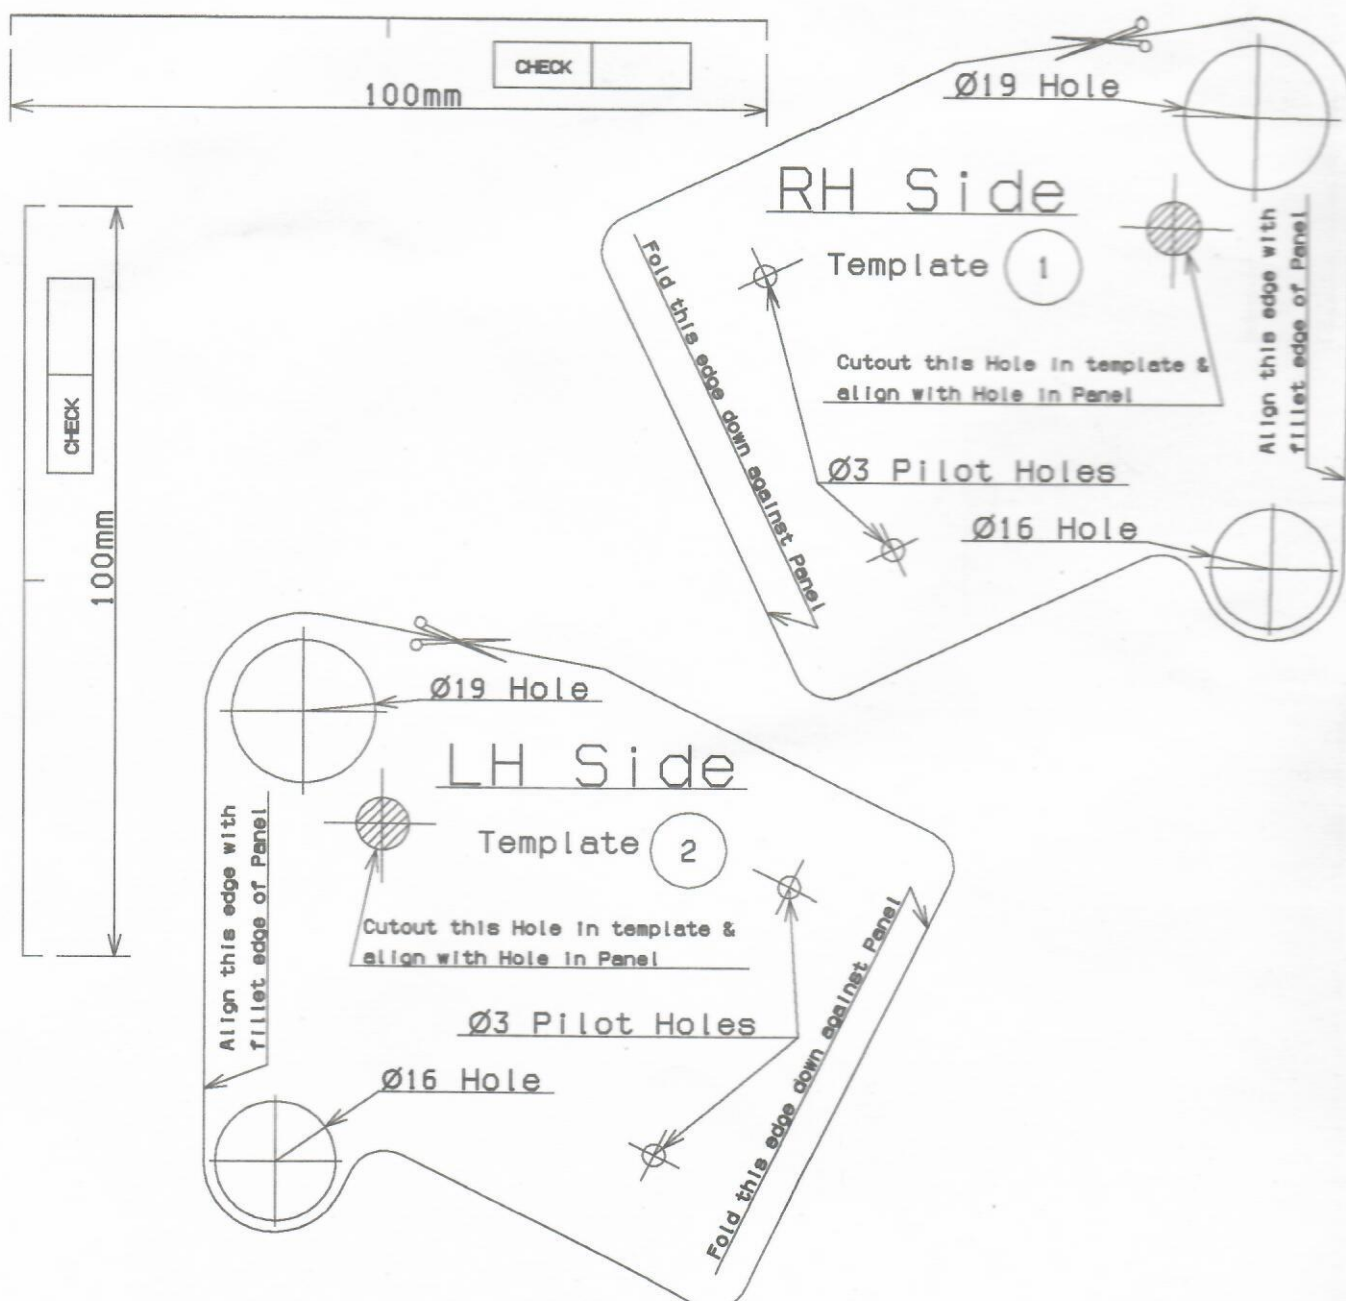 CHECK
100mm
CHECK
100mm
Ø19 Hole
RH Side
Template 1
Cutout this Hole in template &
align with Hole in Panel
Ø3 Pilot Holes
Ø16 Hole
Fold this edge down against Panel
Align this edge with
fillet edge of Panel
Ø19 Hole
LH Side
Template 2
Cutout this Hole in template &
align with Hole in Panel
Ø3 Pilot Holes
Ø16 Hole
Align this edge with
fillet edge of Panel
Fold this edge down against Panel